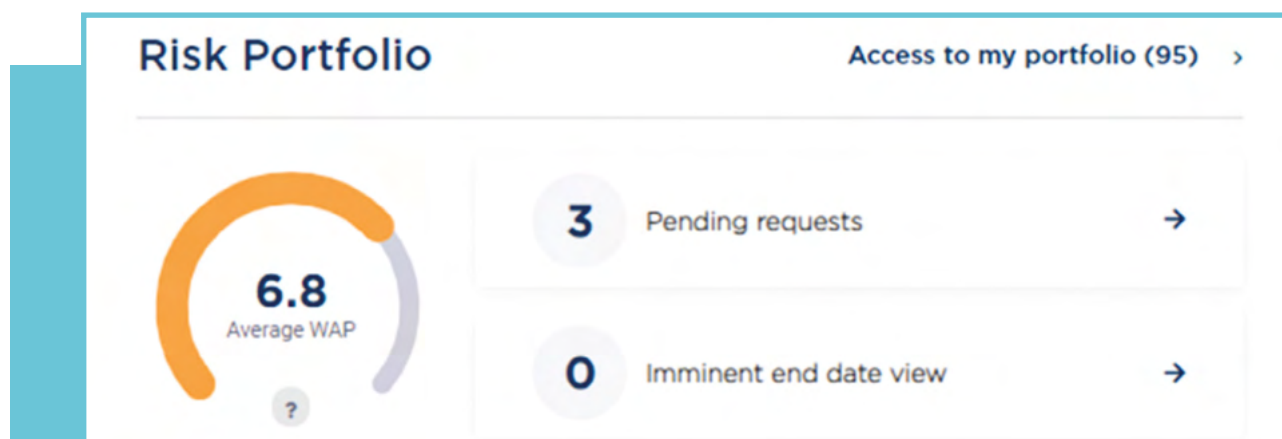 Risk Portfolio
Access to my portfolio (95) >
6.8
Average WAP
?
3 Pending requests →
0 Imminent end date view →